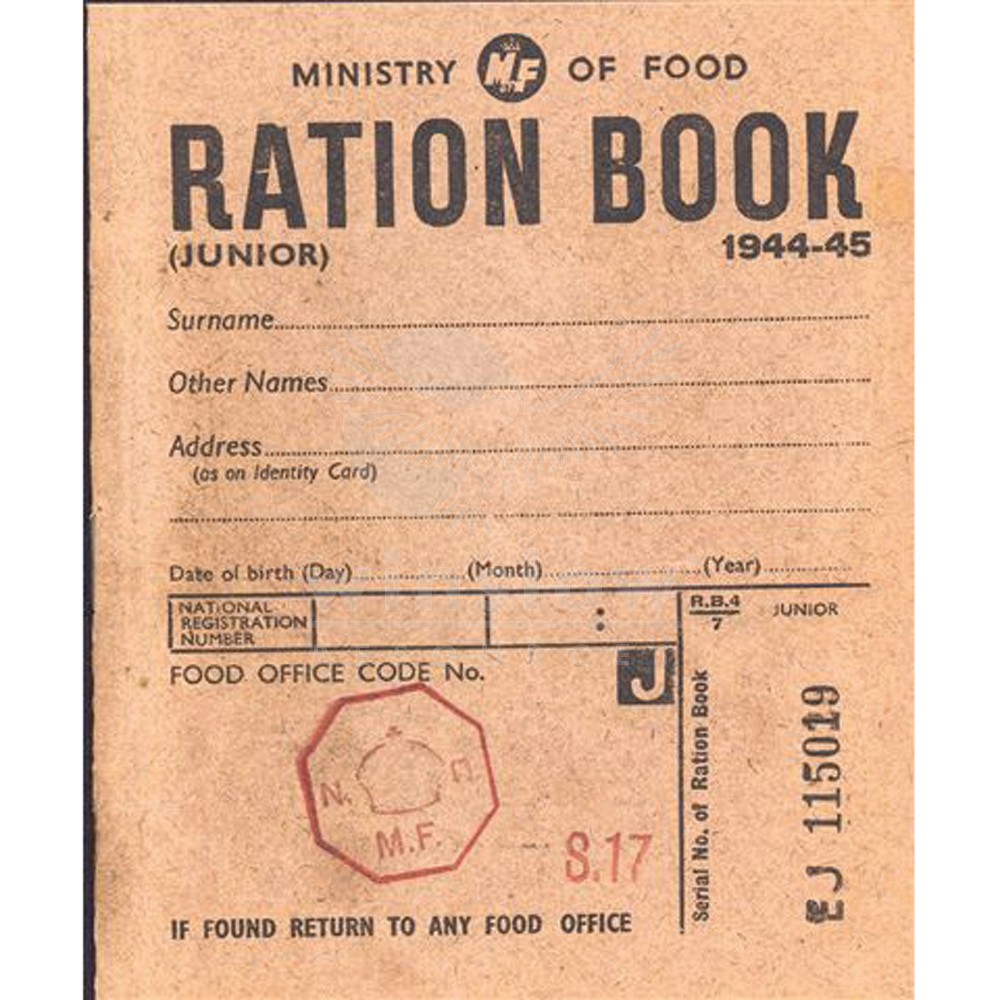 MINISTRY MF OF FOOD
RATION BOOK
(JUNIOR)
1944-45
Surname
Other Names
Address
(as on Identity Card)
Date of birth (Day) (Month) (Year)
NATIONAL
REGISTRATION
NUMBER
:
R.B.4
7
JUNIOR
FOOD OFFICE CODE No.
J
N.
M.F.
S.17
Serial No. of Ration Book
EJ 115019
IF FOUND RETURN TO ANY FOOD OFFICE